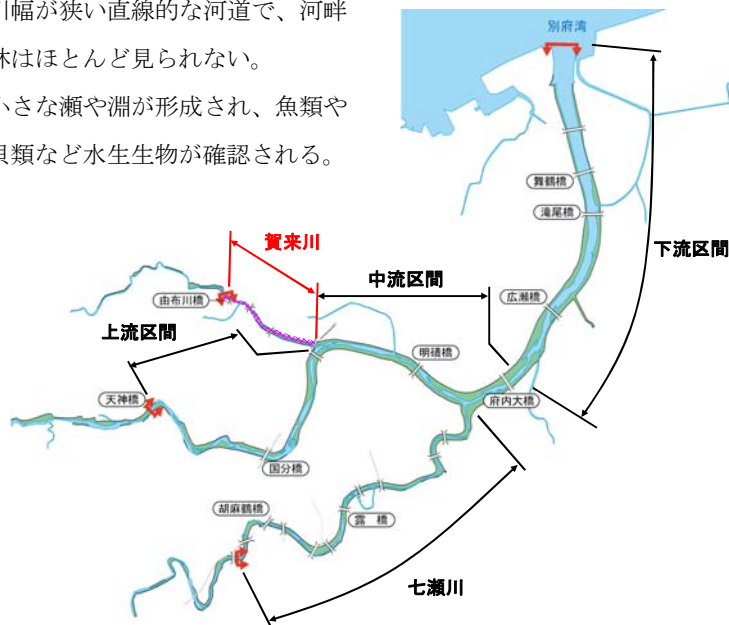 川幅が狭い直線的な河道で、河畔
林はほとんど見られない。
小さな瀬や淵が形成され、魚類や
貝類など水生生物が確認される。
別府湾
舞鶴橋
滝尾橋
下流区間
賀来川
中流区間
広瀬橋
由布川橋
上流区間
明磧橋
天神橋
府内大橋
国分橋
胡麻鶴橋
露 橋
七瀬川